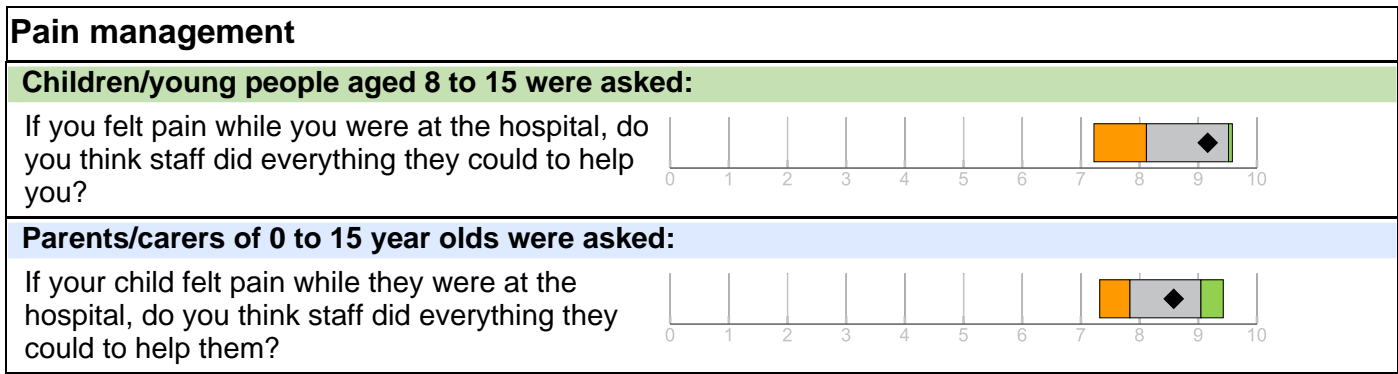 Pain management
Children/young people aged 8 to 15 were asked:
If you felt pain while you were at the hospital, do
you think staff did everything they could to help
you?
0 1 2 3 4 5 6 7 8 9 10
Parents/carers of 0 to 15 year olds were asked:
If your child felt pain while they were at the
hospital, do you think staff did everything they
could to help them?
0 1 2 3 4 5 6 7 8 9 10